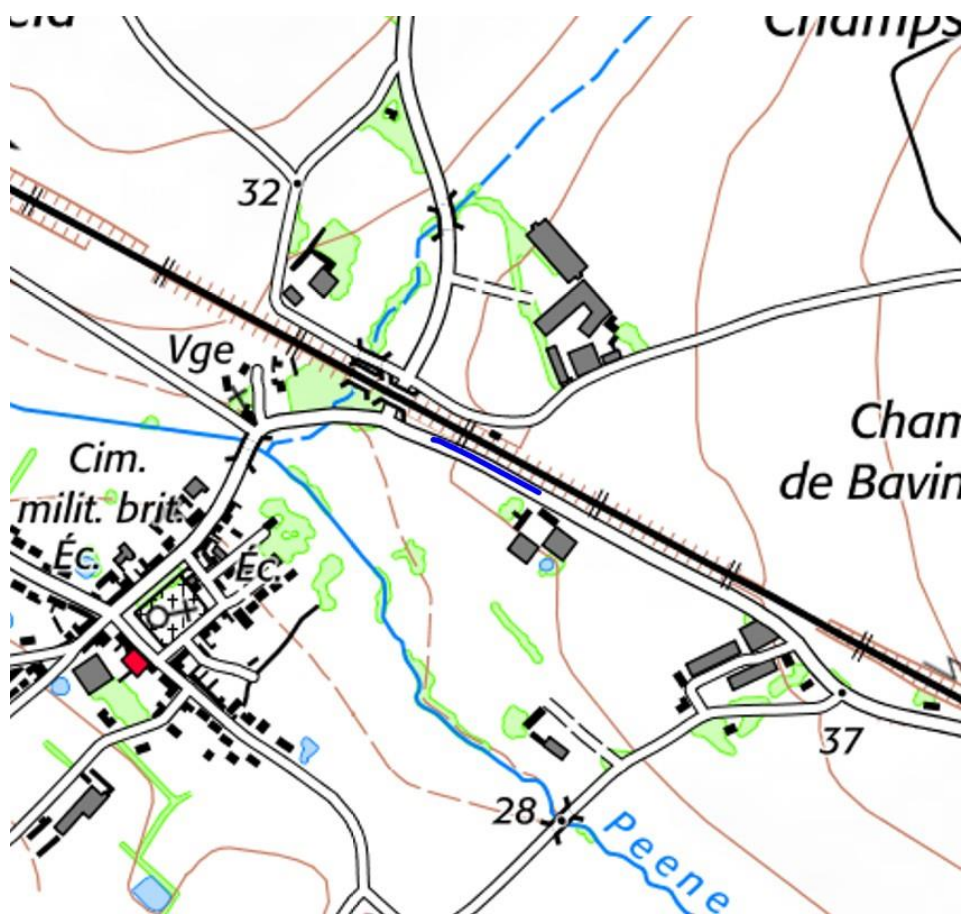 Champs
32
Vge
Cham
de Bavin
Cim.
milit. brit.
Éc.
Éc.
37
28
Peene